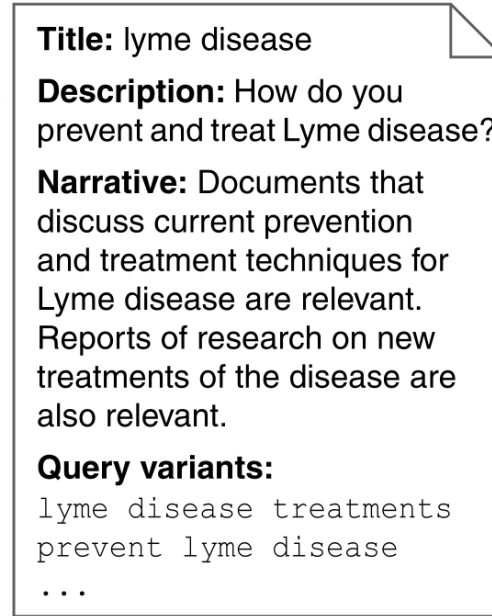 Title: lyme disease
Description: How do you
prevent and treat Lyme disease?
Narrative: Documents that
discuss current prevention
and treatment techniques for
Lyme disease are relevant.
Reports of research on new
treatments of the disease are
also relevant.
Query variants:
lyme disease treatments
prevent lyme disease
...